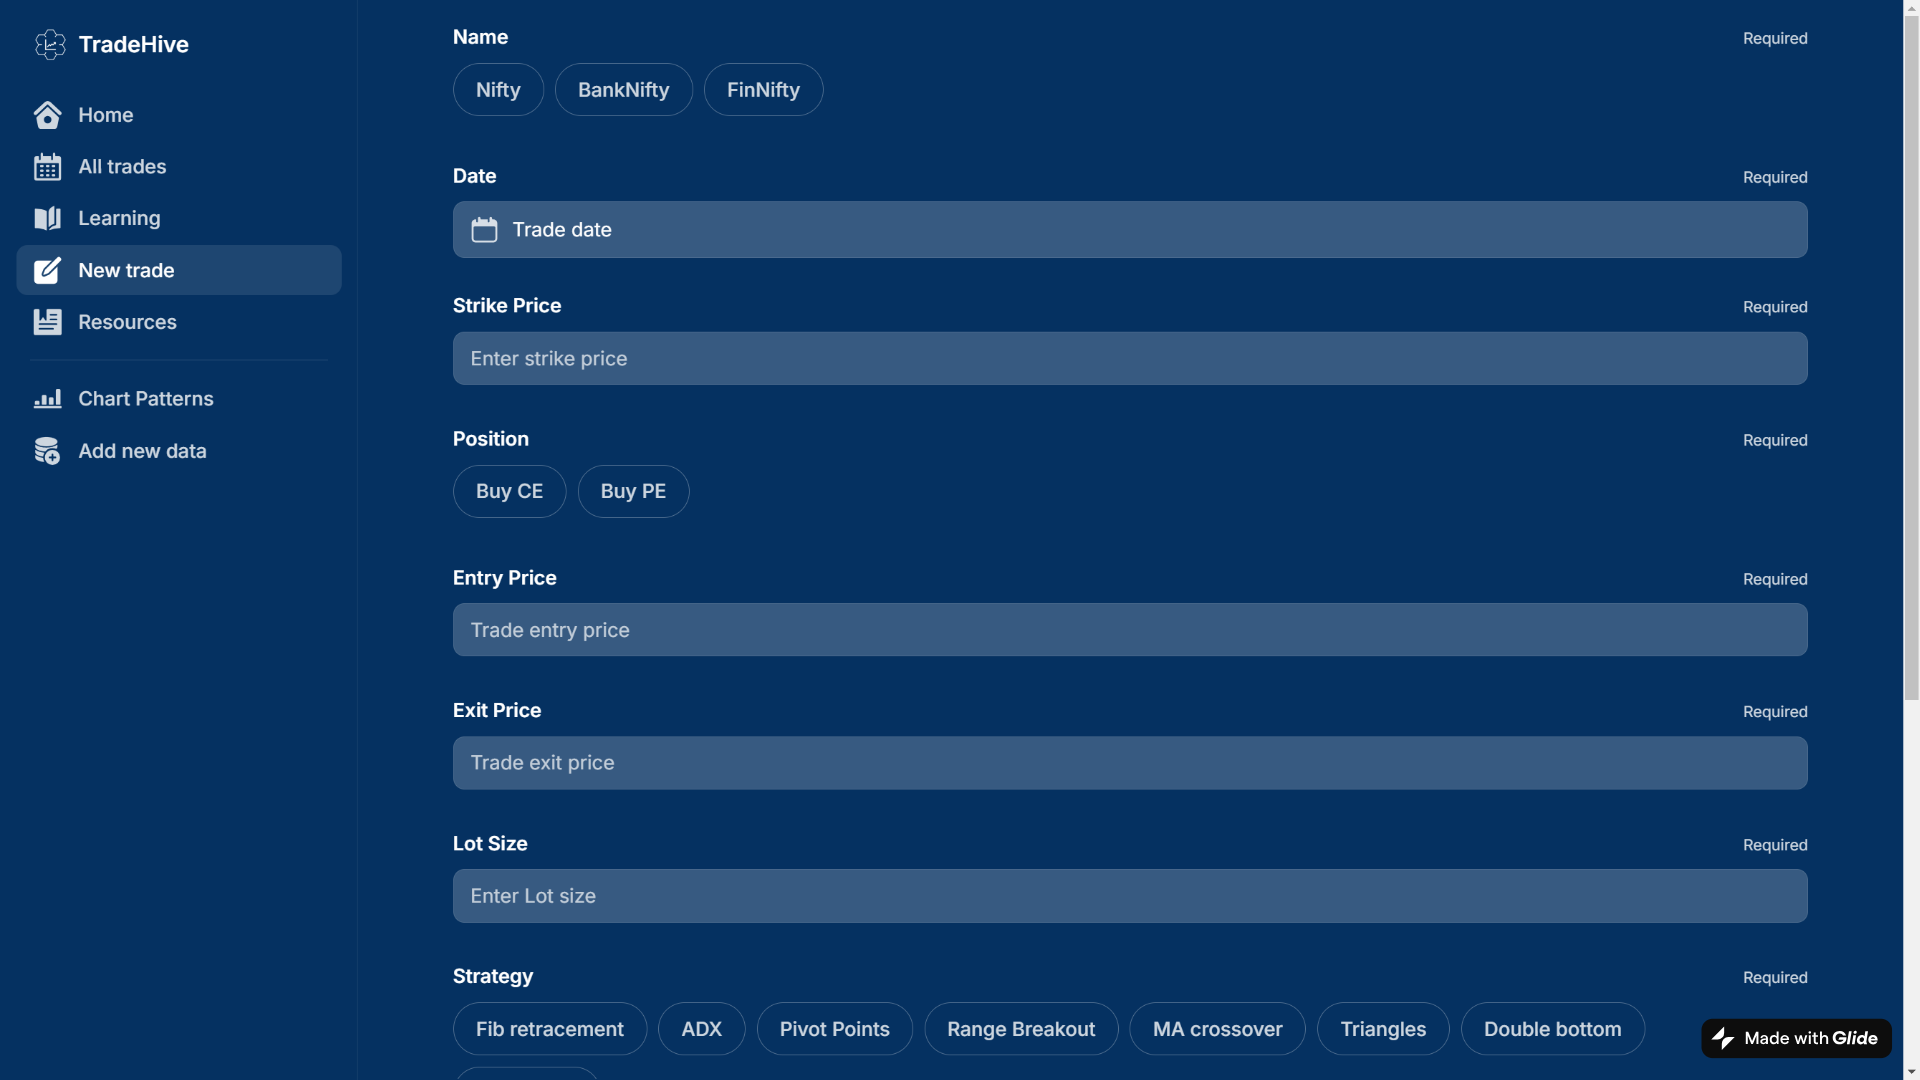 TradeHive
Home
All trades
Learning
New trade
Resources
Chart Patterns
Add new data
Name
Required
Nifty
BankNifty
FinNifty
Date
Required
Trade date
Strike Price
Required
Enter strike price
Position
Required
Buy CE
Buy PE
Entry Price
Required
Trade entry price
Exit Price
Required
Trade exit price
Lot Size
Required
Enter Lot size
Strategy
Required
Fib retracement
ADX
Pivot Points
Range Breakout
MA crossover
Triangles
Double bottom
Made with Glide